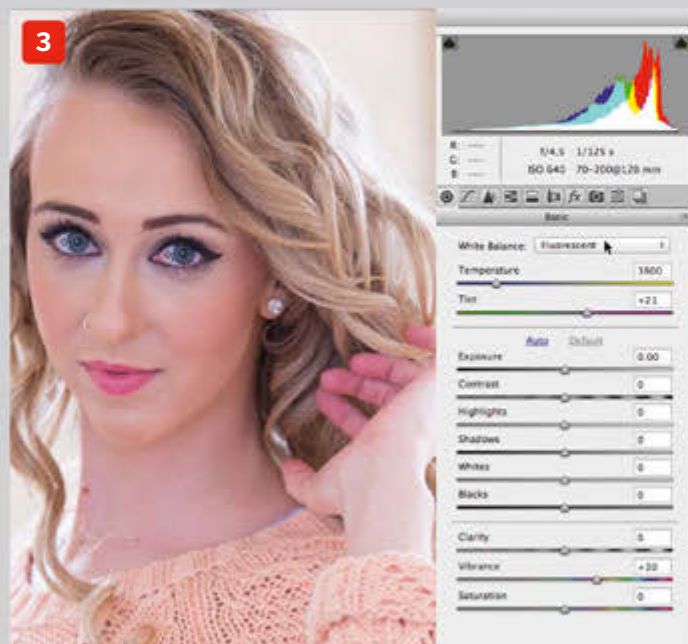 3
R: ---
G: ---
B: ---
f/4.5 1/125 s
ISO 640 70-200@120 mm
Basic
White Balance: Fluorescent
Temperature 3800
Tint +21
Auto Default
Exposure 0.00
Contrast 0
Highlights 0
Shadows 0
Whites 0
Blacks 0
Clarity 0
Vibrance +30
Saturation 0